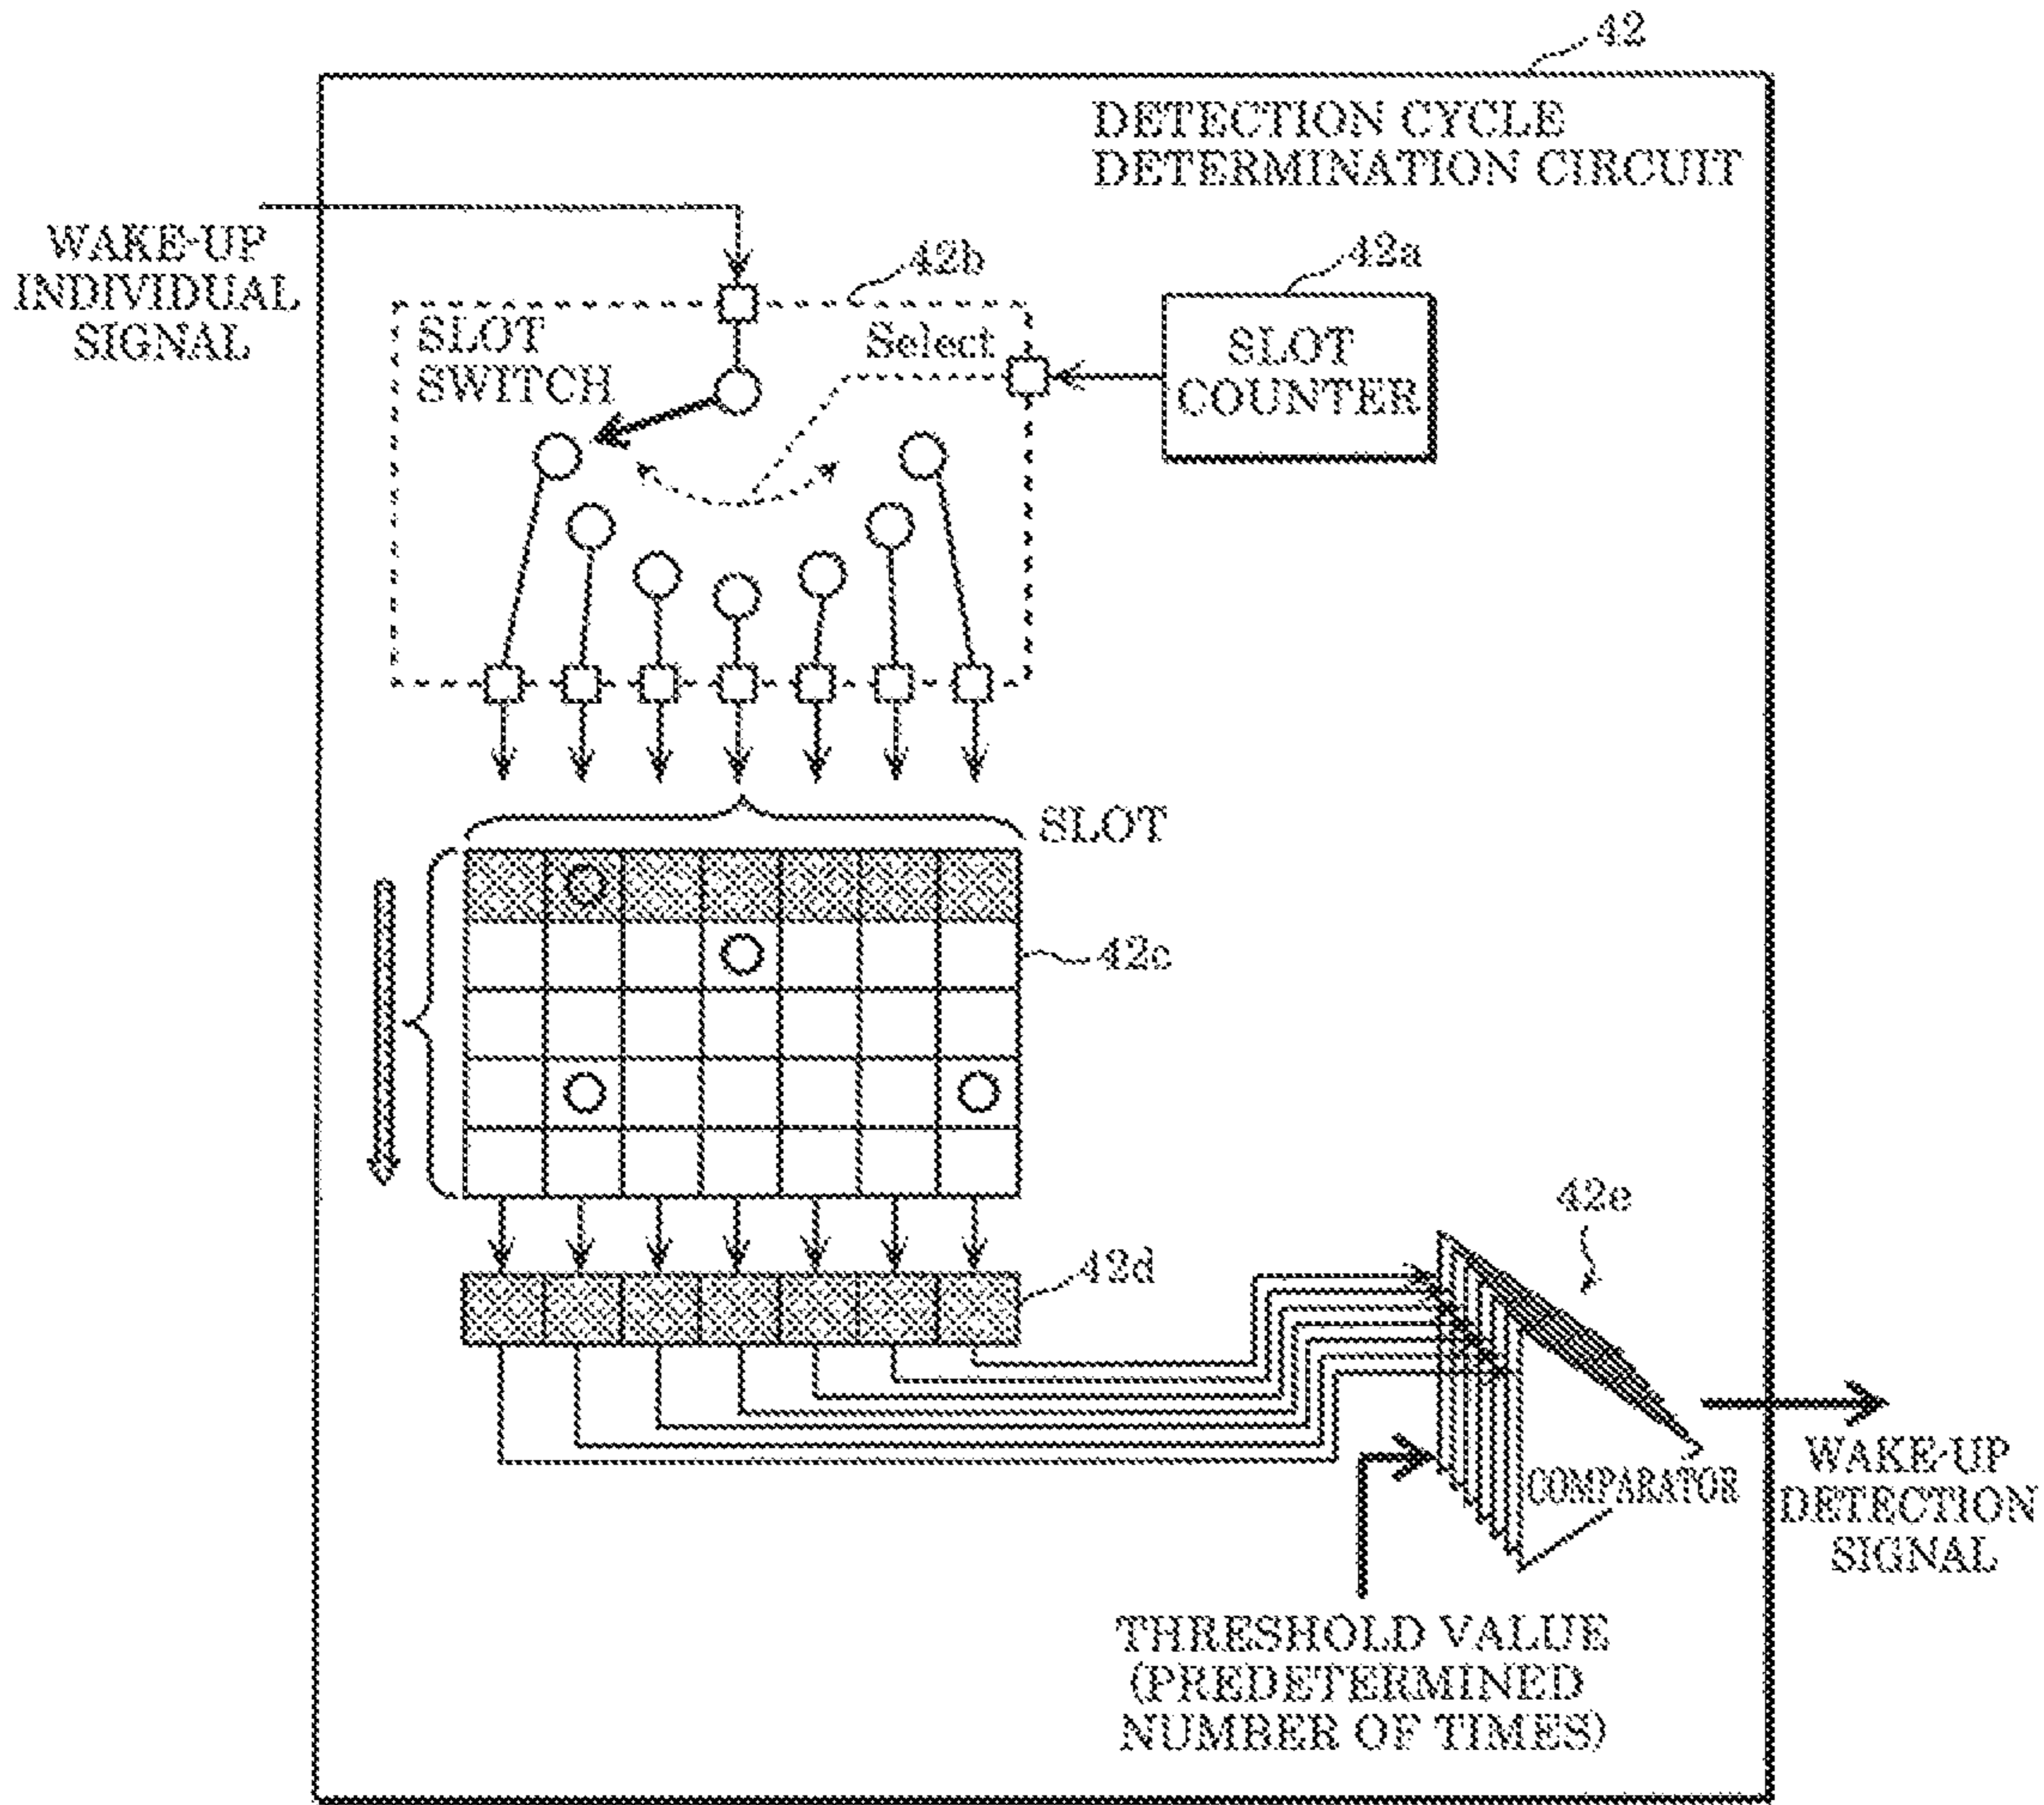 42
DETECTION CYCLE
DETERMINATION CIRCUIT
WAKE-UP
INDIVIDUAL
SIGNAL
42b
42a
SLOT
SWITCH
Select
SLOT
COUNTER
SLOT
42c
42d
42e
COMPARATOR
WAKE-UP
DETECTION
SIGNAL
THRESHOLD VALUE
(PREDETERMINED
NUMBER OF TIMES)